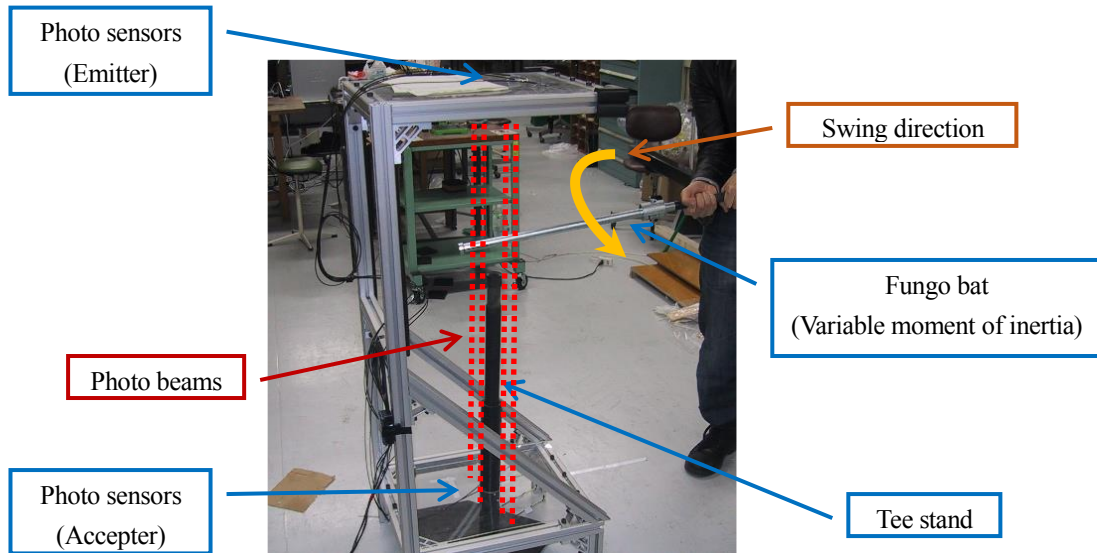 Photo sensors
(Emitter)
Swing direction
Fungo bat
(Variable moment of inertia)
Photo beams
Photo sensors
(Accepter)
Tee stand